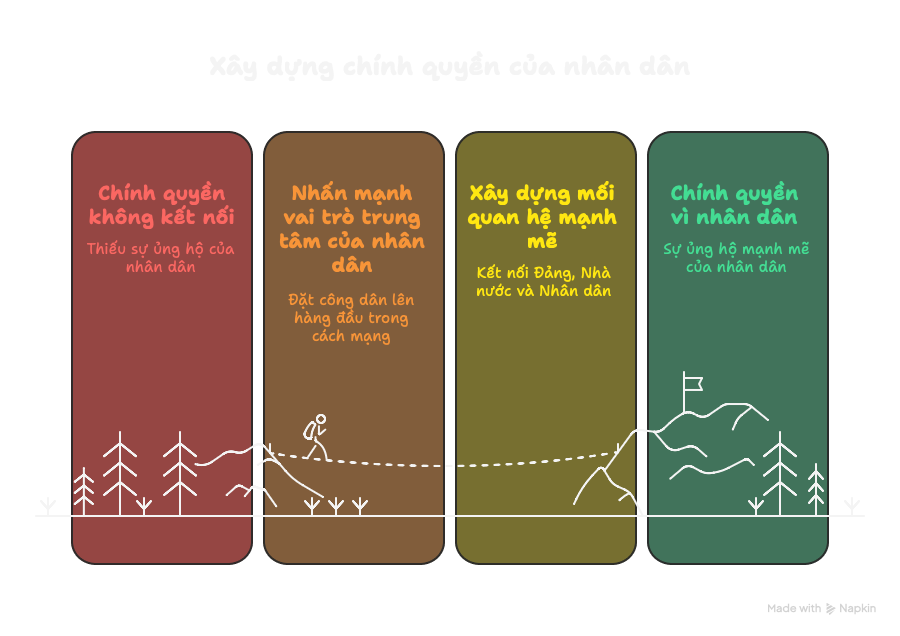 Xây dựng chính quyền của nhân dân
Chính quyền
không kết nối
Thiếu sự ủng hộ của
nhân dân
Nhấn mạnh
vai trò trung
tâm của nhân
dân
Đặt công dân lên
hàng đầu trong
cách mạng
Xây dựng mối
quan hệ mạnh
mẽ
Kết nối Đảng, Nhà
nước và Nhân dân
Chính quyền
vì nhân dân
Sự ủng hộ mạnh mẽ
của nhân dân
Made with Napkin